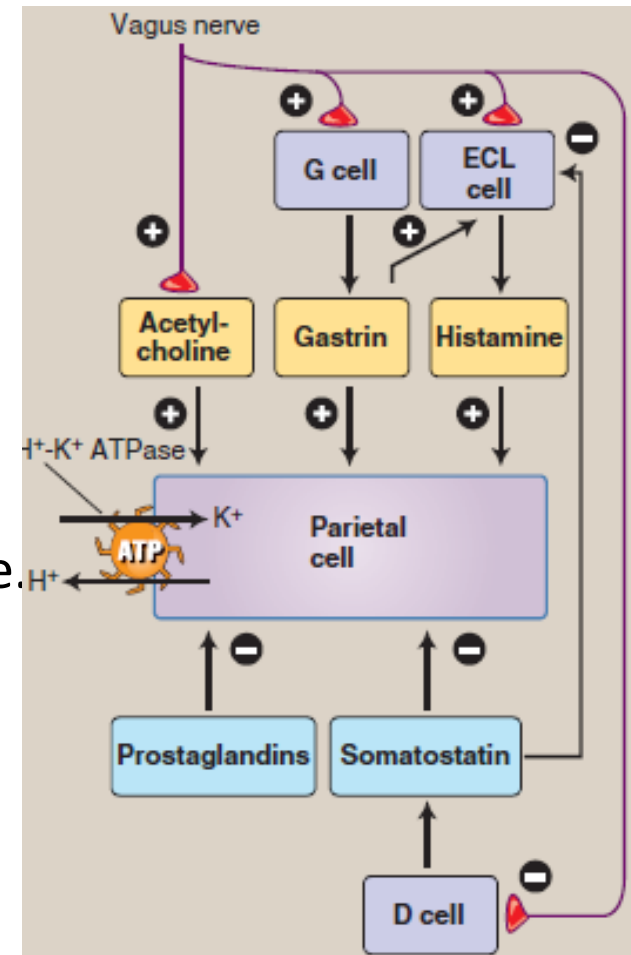 Vagus nerve
+
+
−
G cell
ECL
cell
+
+
Acetyl-
choline
Gastrin
Histamine
+
+
+
H+-K+ ATPase
K+
Parietal
cell
ATP
e.
H+
−
−
Prostaglandins
Somatostatin
−
D cell